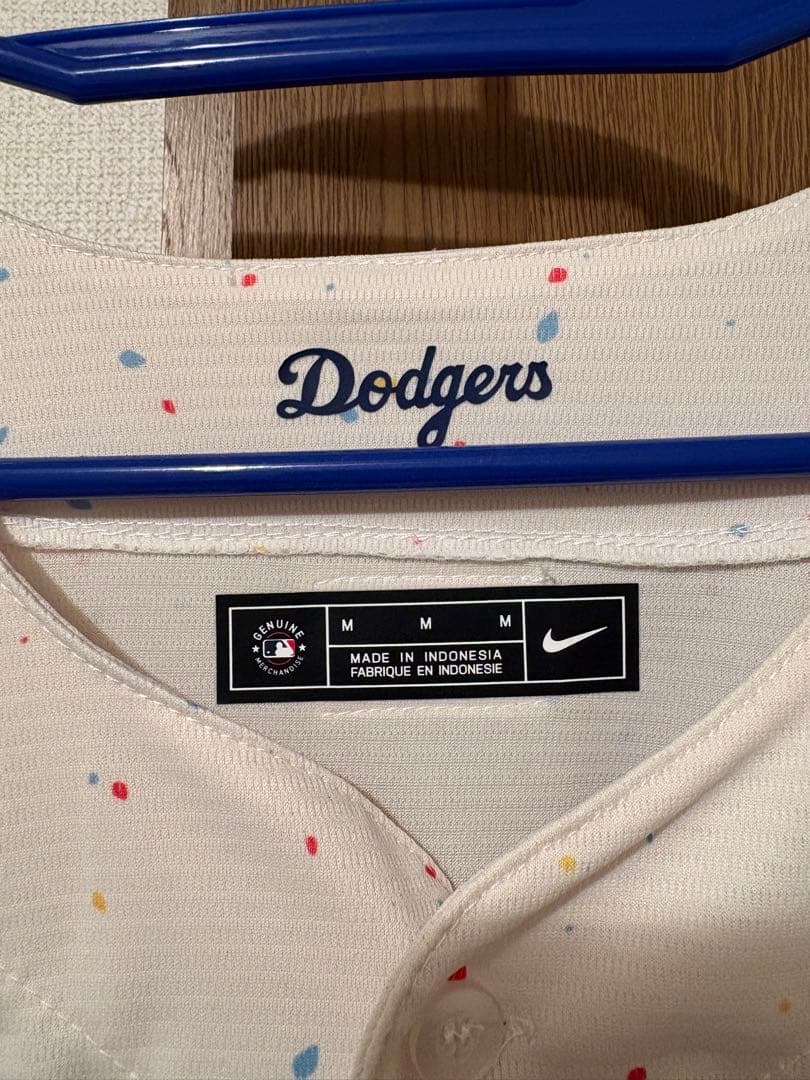 Dodgers
GENUINE
MERCHANDISE
M M M
MADE IN INDONESIA
FABRIQUE EN INDONESIE